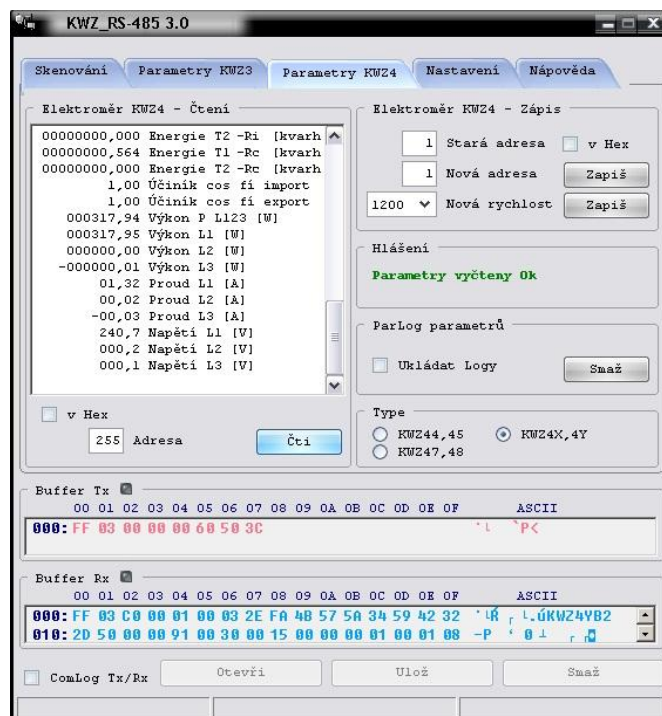 KWZ_RS-485 3.0
Skenování
Parametry KWZ3
Parametry KWZ4
Nastavení
Nápověda
Elektroměr KWZ4 - Čtení
00000000,000 Energie T2 -Ri [kvarh
00000000,564 Energie T1 -Rc [kvarh
00000000,000 Energie T2 -Rc [kvarh
1,00 Účiník cos fí import
1,00 Účiník cos fí export
000317,94 Výkon P L123 [W]
000317,95 Výkon L1 [W]
000000,00 Výkon L2 [W]
-000000,01 Výkon L3 [W]
01,32 Proud L1 [A]
00,02 Proud L2 [A]
-00,03 Proud L3 [A]
240,7 Napětí L1 [V]
000,2 Napětí L2 [V]
000,1 Napětí L3 [V]
v Hex
255 Adresa
Čti
Elektroměr KWZ4 - Zápis
1 Stará adresa v Hex
1 Nová adresa Zapiš
1200 Nová rychlost Zapiš
Hlášení
Parametry vyčteny Ok
ParLog parametrů
Ukládat Logy Smaž
Type
KWZ44,45 KWZ4X,4Y
KWZ47,48
Buffer Tx
00 01 02 03 04 05 06 07 08 09 0A 0B 0C 0D 0E 0F ASCII
000: FF 03 00 00 00 60 50 3C `P<
Buffer Rx
00 01 02 03 04 05 06 07 08 09 0A 0B 0C 0D 0E 0F ASCII
000: FF 03 C0 00 01 00 03 2E FA 4B 57 5A 34 59 42 32 .úKWZ4YB2
010: 2D 50 00 00 91 00 30 00 15 00 00 00 01 00 01 08 -P ‘ 0
ComLog Tx/Rx
Otevři
Ulož
Smaž